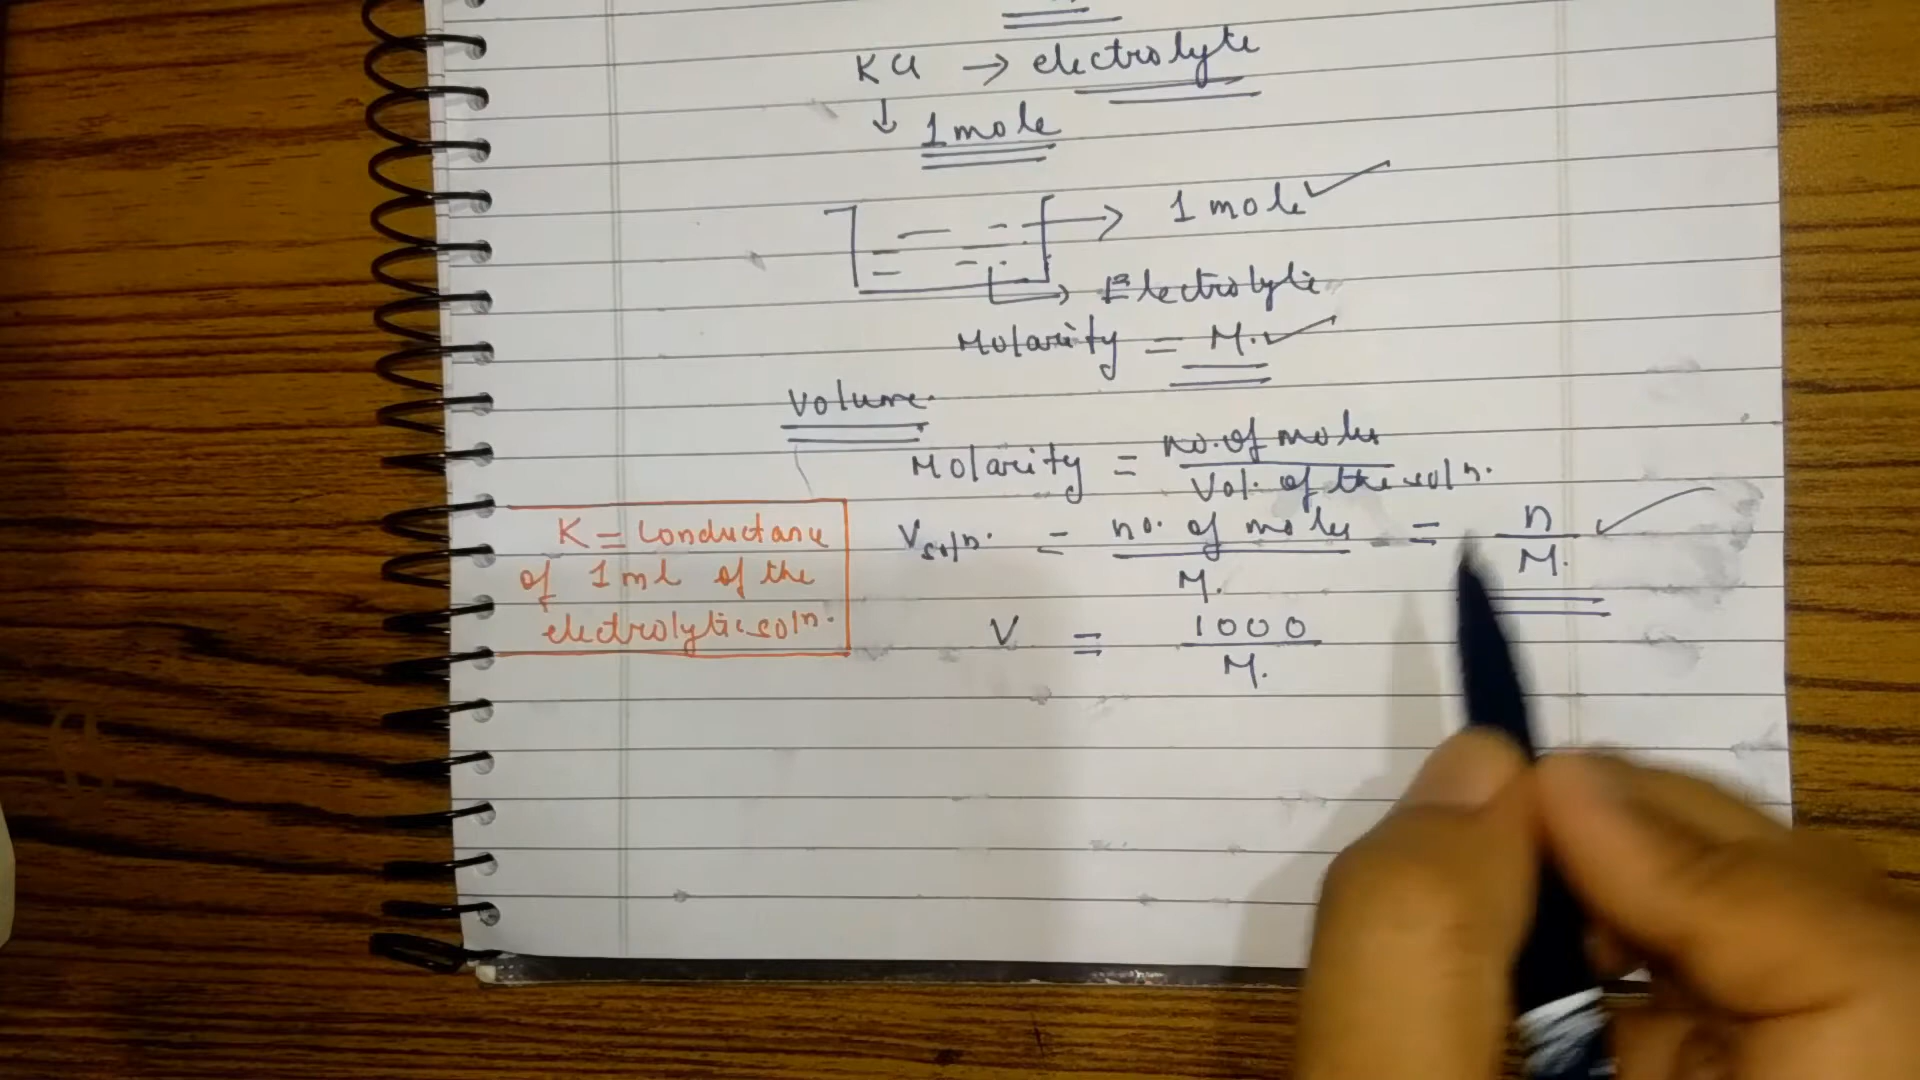 KCl → electrolyte
↓ 1 mole
→ 1 mole ✓
→ Electrolyte
Molarity = M. ✓
Volume.
Molarity = no. of moles / Vol. of the soln.
K = Conductance
of 1 ml of the
electrolytic soln.
Vsoln. = no. of moles / M. = n / M.
V = 1000 / M.